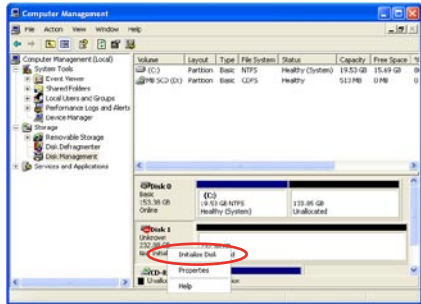 Computer Management
File Action View Window Help
Computer Management (Local)
System Tools
Event Viewer
Shared Folders
Local Users and Groups
Performance Logs and Alerts
Device Manager
Storage
Removable Storage
Disk Defragmenter
Disk Management
Services and Applications
Volume Layout Type File System Status Capacity Free Space
(C:) Partition Basic NTFS Healthy (System) 19.53 GB 15.69 GB
(D:) Partition Basic CDFS Healthy 513 MB 0 MB
Disk 0
Basic
153.38 GB
Online
(C:)
19.53 GB NTFS
Healthy (System)
133.85 GB
Unallocated
Disk 1
Unknown
Initialize Disk
Properties
Help